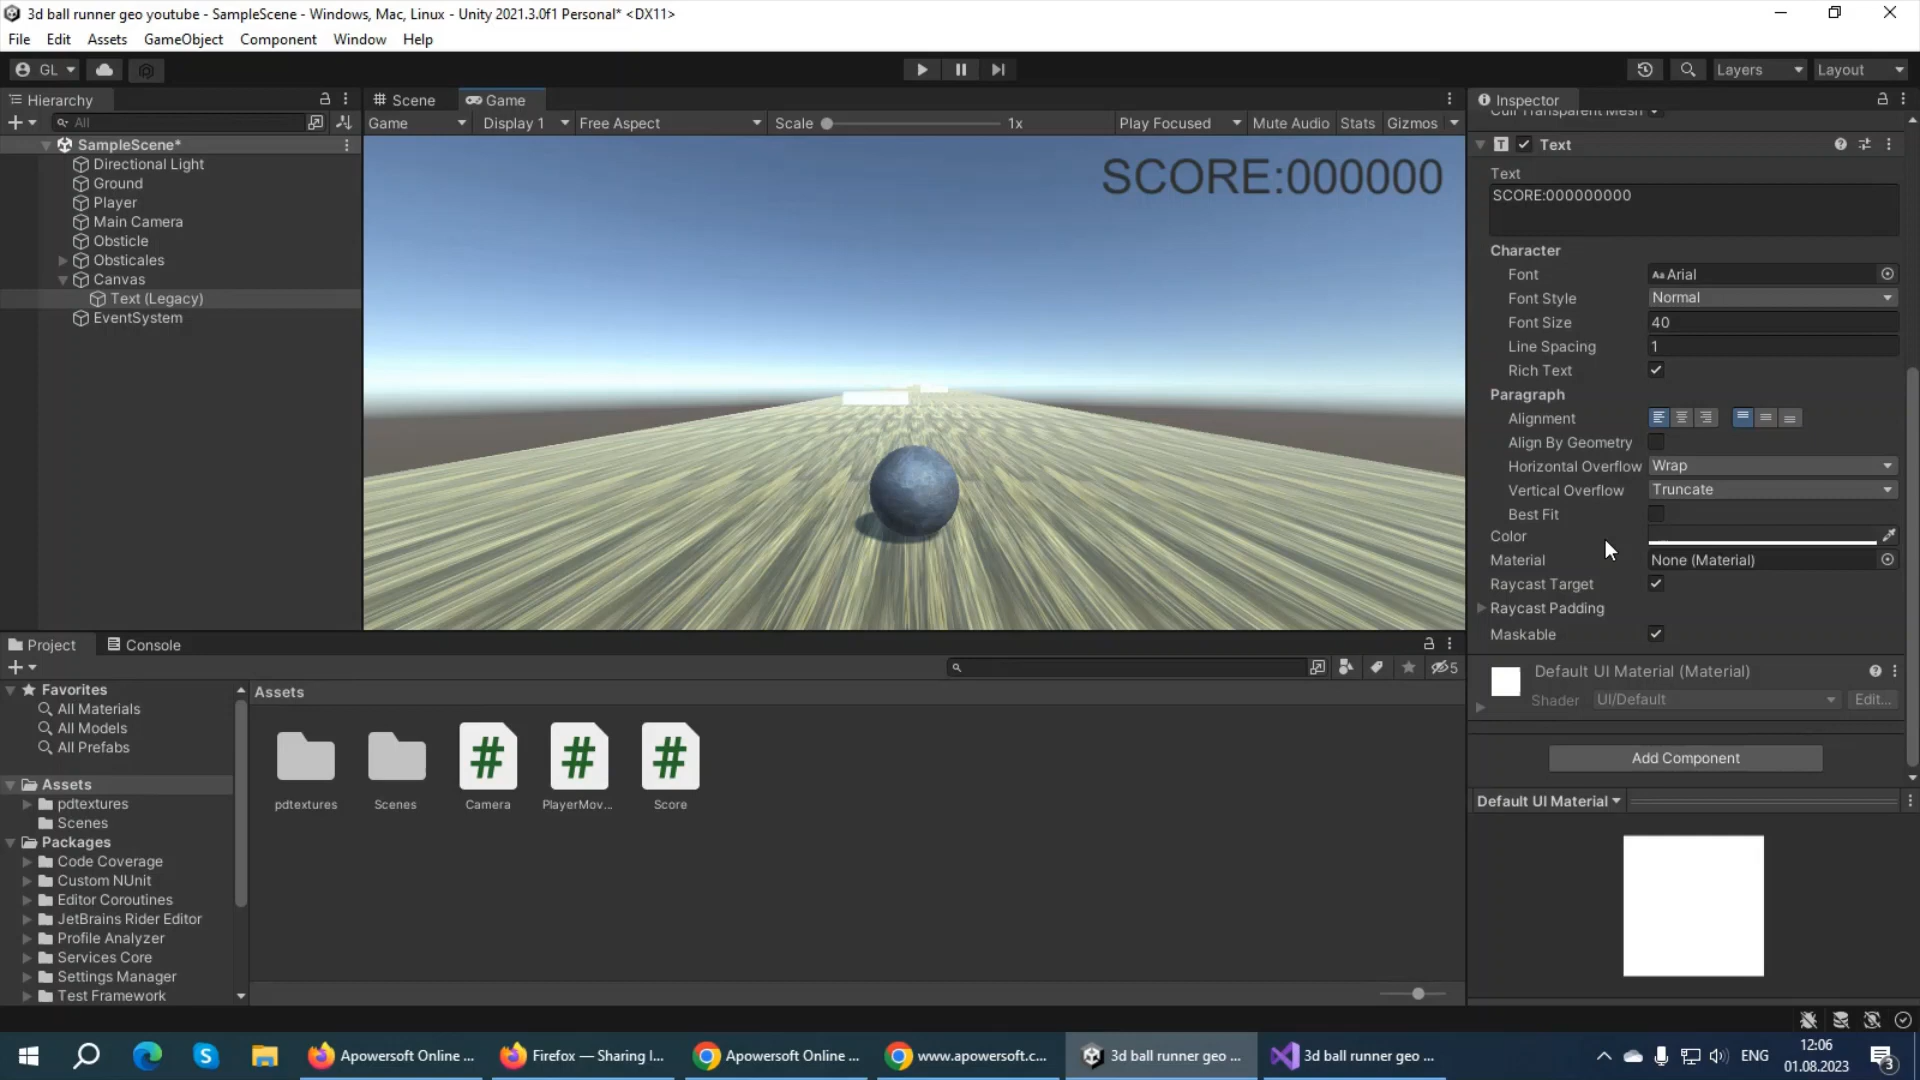 3d ball runner geo youtube - SampleScene - Windows, Mac, Linux - Unity 2021.3.0f1 Personal* <DX11>
File Edit Assets GameObject Component Window Help
GL Layers Layout
Hierarchy
All
SampleScene*
Directional Light
Ground
Player
Main Camera
Obsticle
Obsticales
Canvas
Text (Legacy)
EventSystem
Scene Game
Game Display 1 Free Aspect Scale 1x Play Focused Mute Audio Stats Gizmos
SCORE:000000
Inspector
Cull Transparent Mesh
Text
Text
SCORE:000000000
Character
Font Arial
Font Style Normal
Font Size 40
Line Spacing 1
Rich Text
Paragraph
Alignment
Align By Geometry
Horizontal Overflow Wrap
Vertical Overflow Truncate
Best Fit
Color
Material None (Material)
Raycast Target
Raycast Padding
Maskable
Default UI Material (Material)
Shader UI/Default Edit...
Add Component
Default UI Material
Project Console
5
Favorites
All Materials
All Models
All Prefabs
Assets
pdtextures
Scenes
Packages
Code Coverage
Custom NUnit
Editor Coroutines
JetBrains Rider Editor
Profile Analyzer
Services Core
Settings Manager
Test Framework
Assets
pdtextures Scenes Camera PlayerMov... Score
Apowersoft Online ... Firefox — Sharing I... Apowersoft Online ... www.apowersoft.c... 3d ball runner geo ... 3d ball runner geo ... ENG
12:06
01.08.2023
3